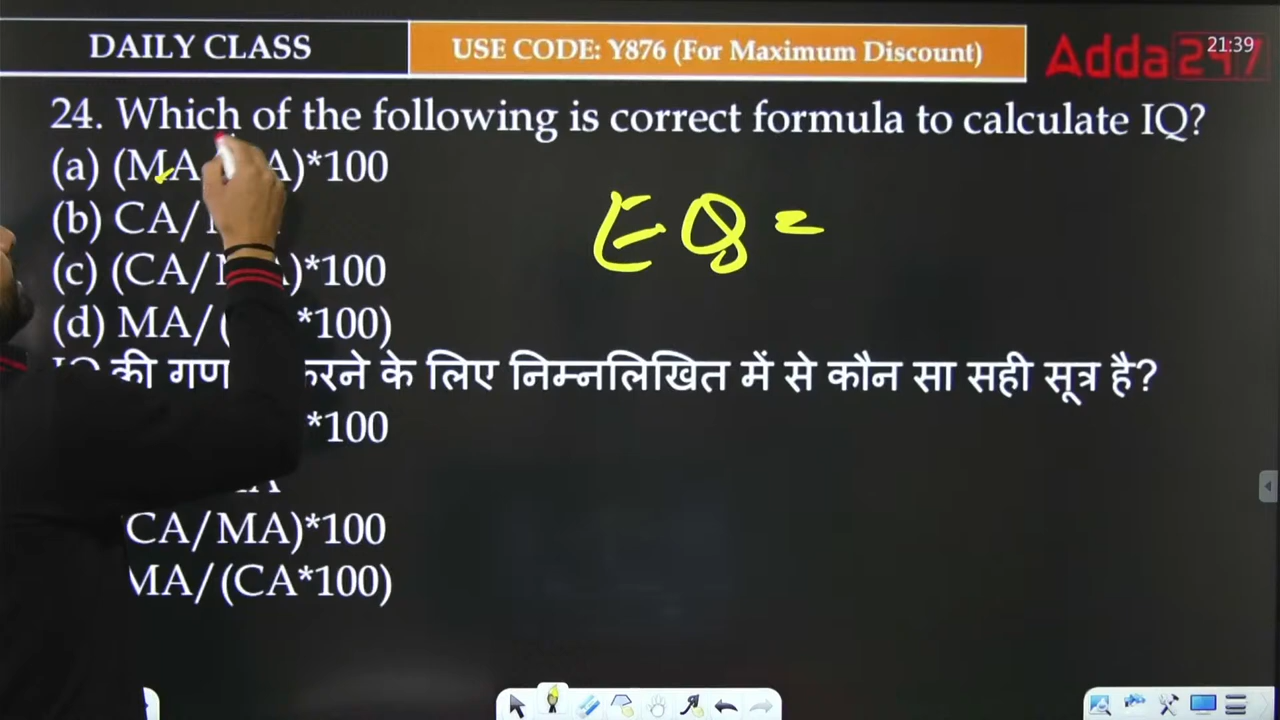 DAILY CLASS
USE CODE: Y876 (For Maximum Discount)
Adda247
21:39
24. Which of the following is correct formula to calculate IQ?
(a) (MA A)*100
(b) CA/
(c) (CA/ )*100
(d) MA/( *100)
EQ =
की करने के लिए निम्नलिखित में से कौन सा सही सूत्र है?
*100
CA/MA)*100
MA/(CA*100)